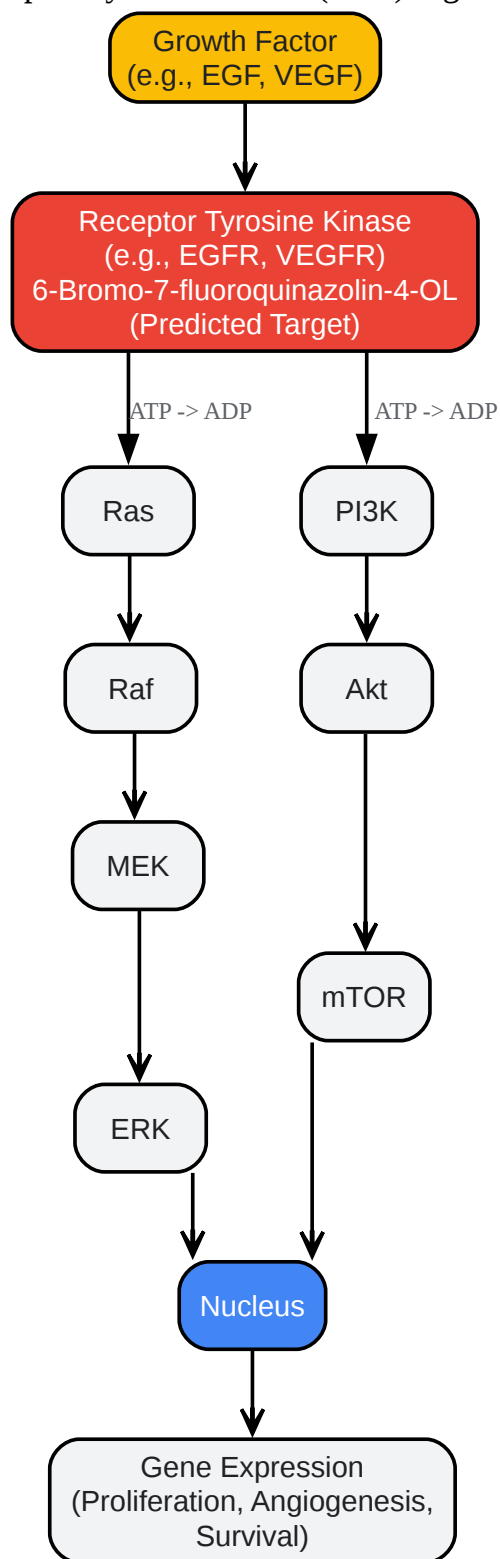 Growth Factor
(e.g., EGF, VEGF)
Receptor Tyrosine Kinase
(e.g., EGFR, VEGFR)
6-Bromo-7-fluoroquinazolin-4-OL
(Predicted Target)
ATP -> ADP
ATP -> ADP
Ras
PI3K
Raf
Akt
MEK
mTOR
ERK
Nucleus
Gene Expression
(Proliferation, Angiogenesis,
Survival)